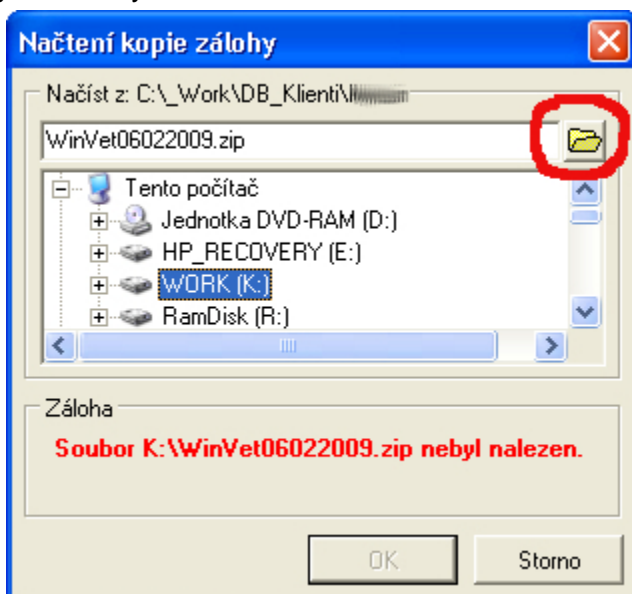 Načtení kopie zálohy
Načíst z: C:\_Work\DB_Klienti\
WinVet06022009.zip
Tento počítač
Jednotka DVD-RAM (D:)
HP_RECOVERY (E:)
WORK (K:)
RamDisk (R:)
Záloha
Soubor K:\WinVet06022009.zip nebyl nalezen.
OK
Storno